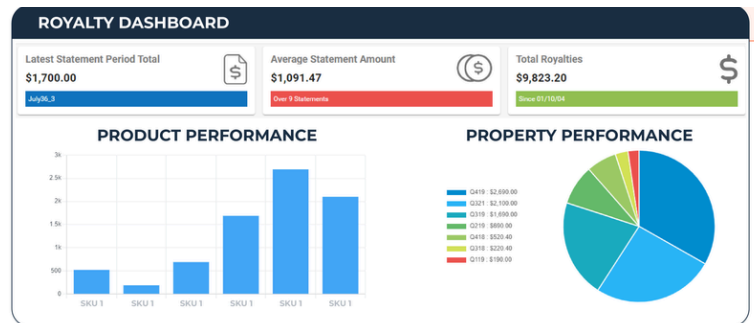 ROYALTY DASHBOARD
Latest Statement Period Total
$1,700.00
July36_3
Average Statement Amount
$1,091.47
Over 9 Statements
Total Royalties
$9,823.20
Since 01/10/04
PRODUCT PERFORMANCE
3k
2.5k
2k
1.5k
1k
500
0
SKU 1 SKU 1 SKU 1 SKU 1 SKU 1 SKU 1
PROPERTY PERFORMANCE
Q419 : $2,690.00
Q321 : $2,100.00
Q319 : $1,690.00
Q219 : $880.00
Q418 : $520.40
Q318 : $220.40
Q119 : $190.00